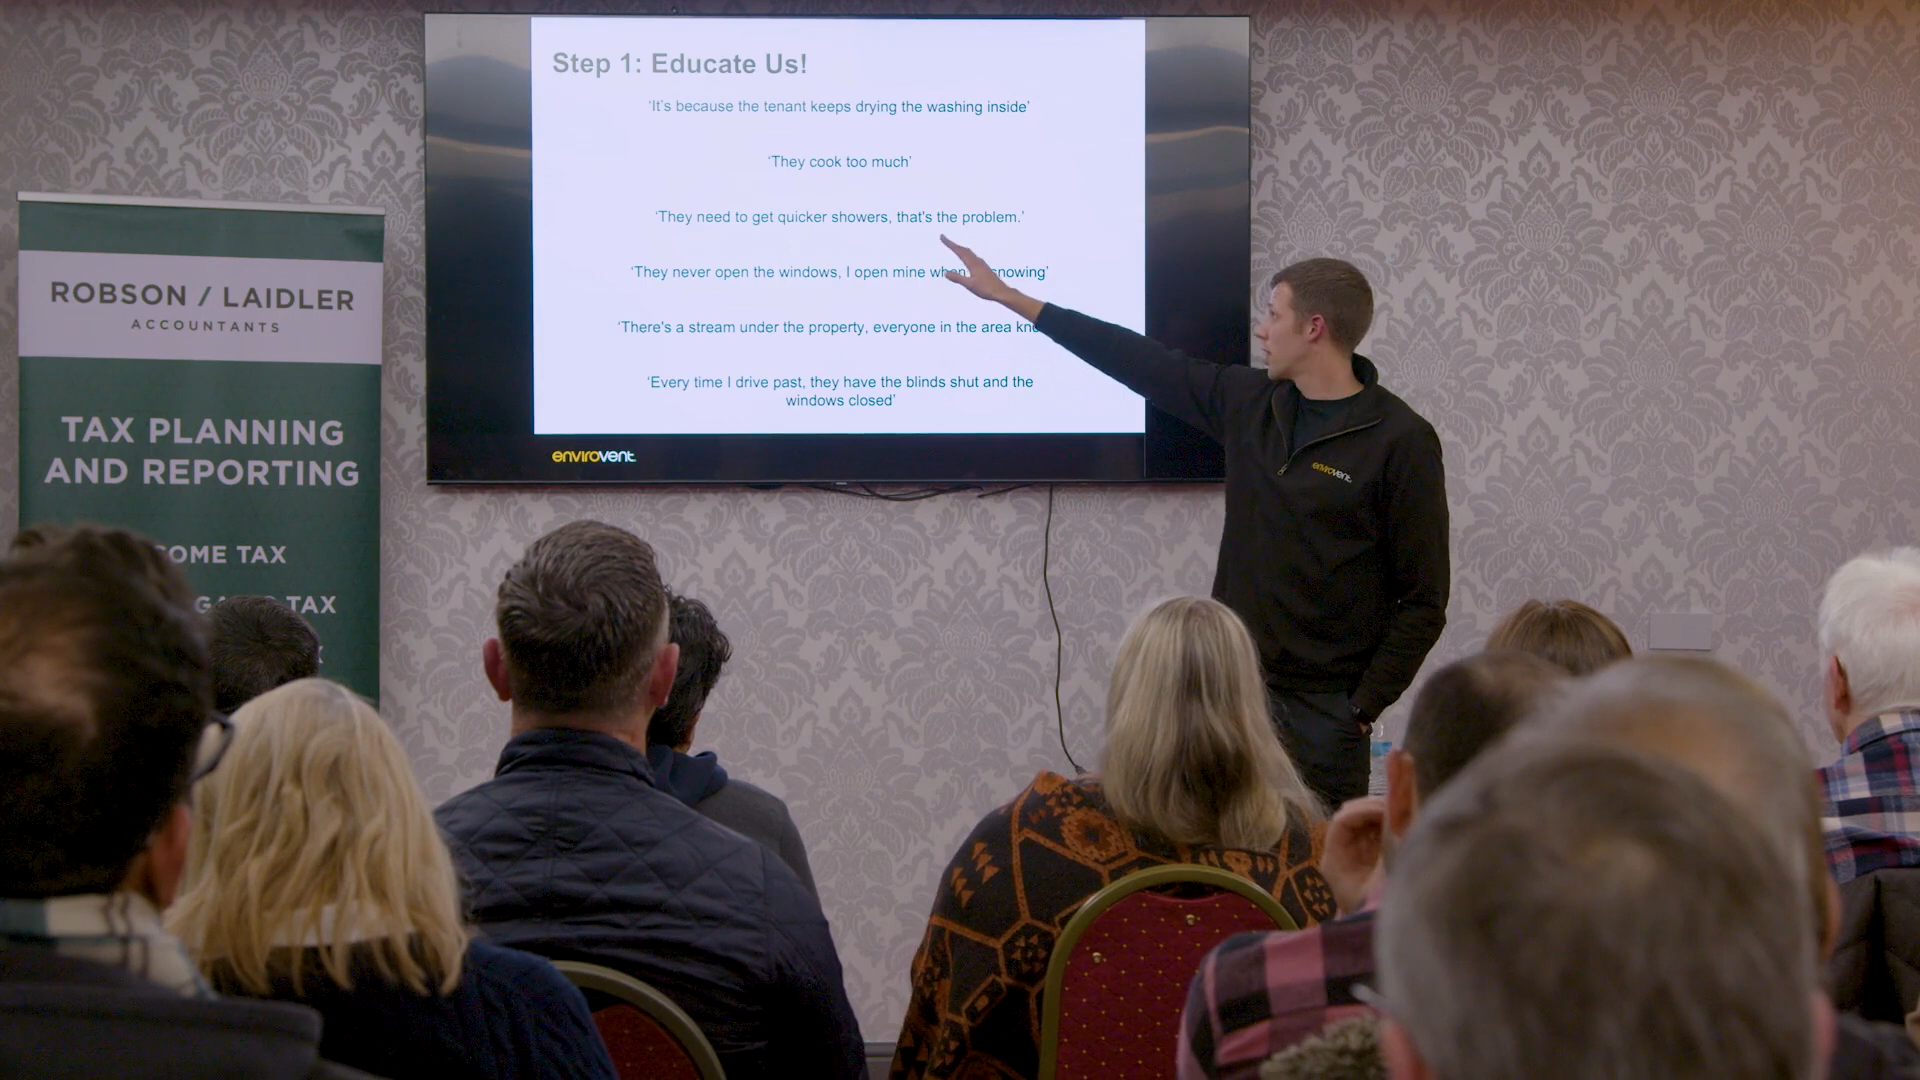 Step 1: Educate Us!
‘It's because the tenant keeps drying the washing inside’
‘They cook too much’
‘They need to get quicker showers, that's the problem.’
‘They never open the windows, I open mine when snowing’
‘There's a stream under the property, everyone in the area
‘Every time I drive past, they have the blinds shut and the
windows closed’
envirovent
ROBSON / LAIDLER
ACCOUNTANTS
TAX PLANNING
AND REPORTING
TAX
TAX
envirovent